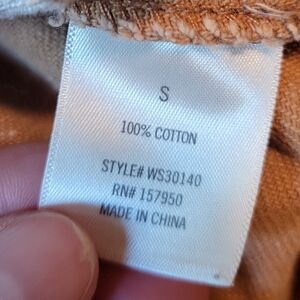 S
100% COTTON
STYLE# WS30140
RN# 157950
MADE IN CHINA